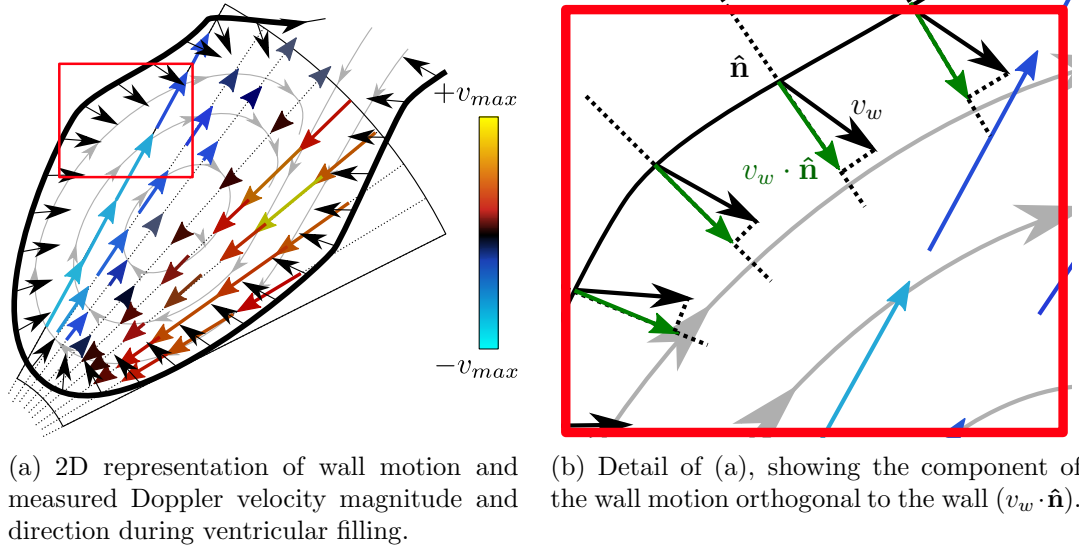 +v_max
−v_max
n̂
v_w
v_w · n̂
(a) 2D representation of wall motion and
measured Doppler velocity magnitude and
direction during ventricular filling.
(b) Detail of (a), showing the component of
the wall motion orthogonal to the wall (v_w · n̂).